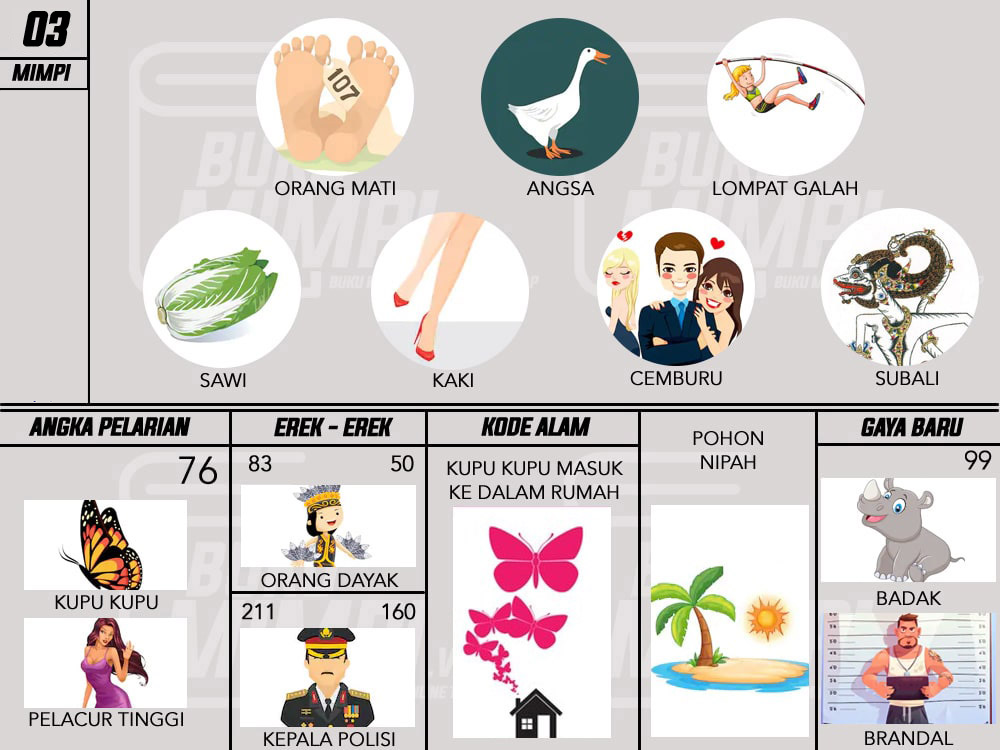 03
MIMPI
107
ORANG MATI
ANGSA
LOMPAT GALAH
SAWI
KAKI
CEMBURU
SUBALI
ANGKA PELARIAN
76
KUPU KUPU
PELACUR TINGGI
EREK - EREK
83 50
ORANG DAYAK
211 160
KEPALA POLISI
KODE ALAM
KUPU KUPU MASUK
KE DALAM RUMAH
POHON
NIPAH
GAYA BARU
99
BADAK
BRANDAL